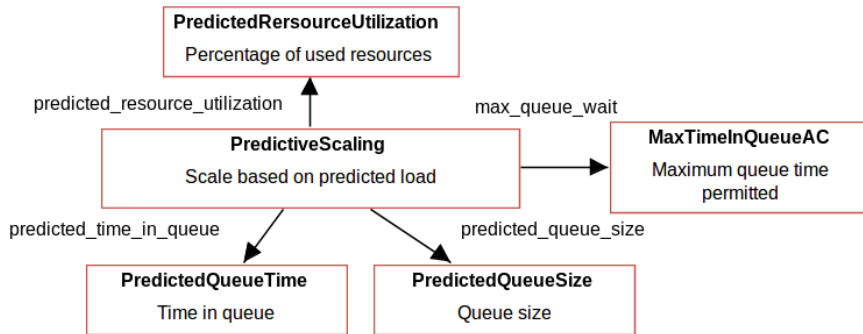 PredictedRersourceUtilization
Percentage of used resources
predicted_resource_utilization
max_queue_wait
PredictiveScaling
Scale based on predicted load
MaxTimeInQueueAC
Maximum queue time
permitted
predicted_time_in_queue
predicted_queue_size
PredictedQueueTime
Time in queue
PredictedQueueSize
Queue size